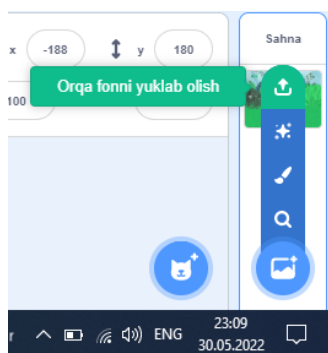 x -188 y 180 Sahna
Orqa fonni yuklab olish
100
ENG 23:09
30.05.2022